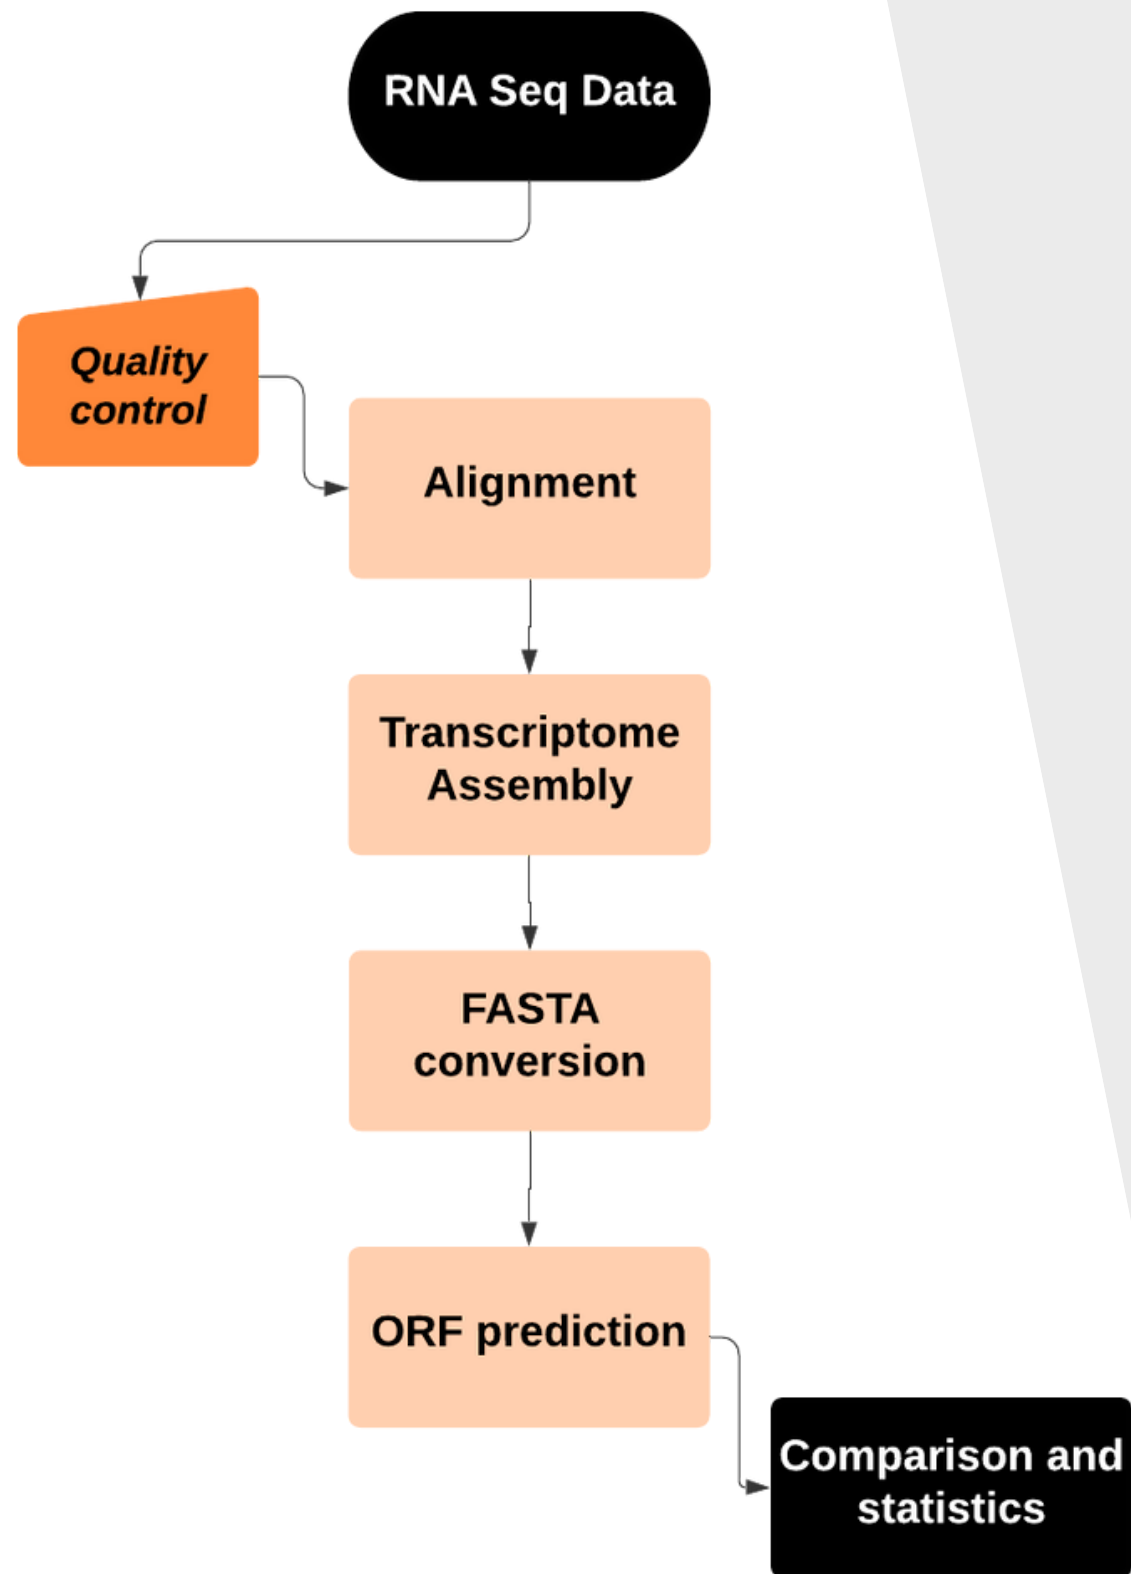 RNA Seq Data
Quality
control
Alignment
Transcriptome
Assembly
FASTA
conversion
ORF prediction
Comparison and
statistics